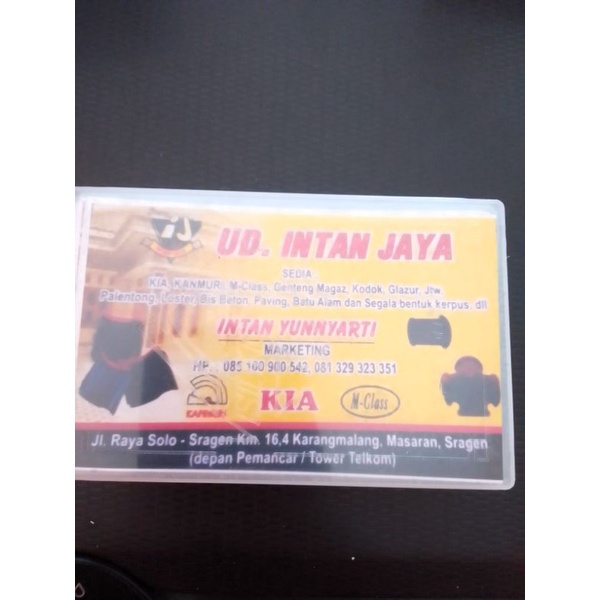 IJ
UD. INTAN JAYA
SEDIA
KIA, KANMURI, M-Class, Genteng Magaz, Kodok, Glazur, Jtw,
Palentong, Loster, Bis Beton, Paving, Batu Alam dan Segala bentuk kerpus, dll
INTAN YUNNYARTI
MARKETING
HP. : 085 100 900 542, 081 329 323 351
KIA
M-Class
Jl. Raya Solo - Sragen Km. 16,4 Karangmalang, Masaran, Sragen
(depan Pemancar / Tower Telkom)